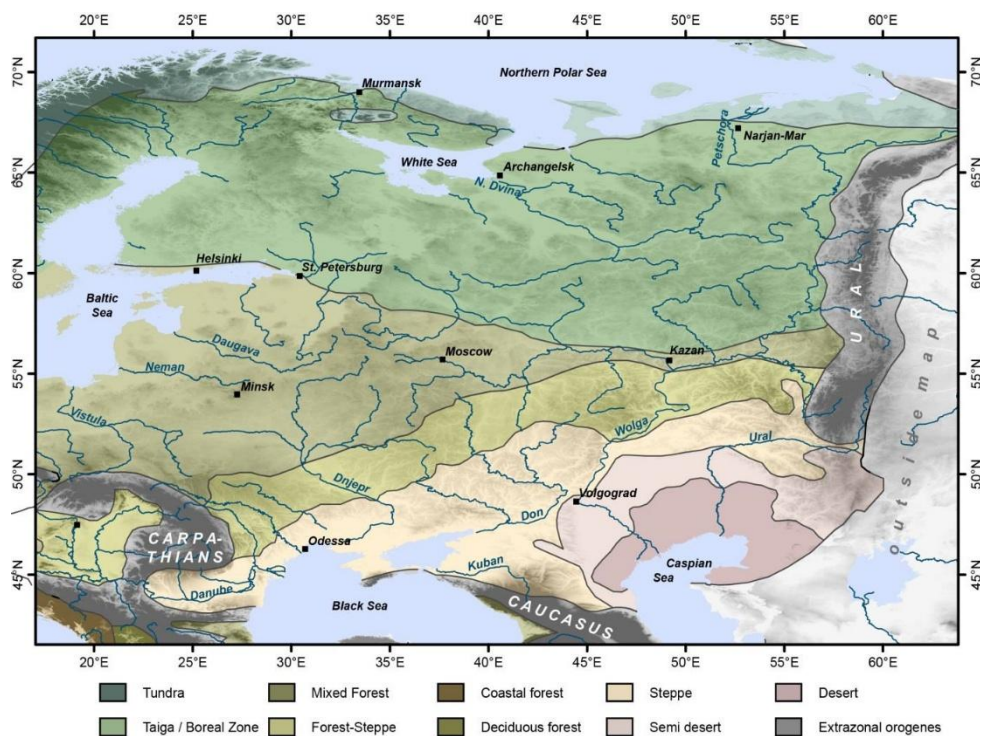 20°E 25°E 30°E 35°E 40°E 45°E 50°E 55°E 60°E
70°N
65°N
60°N
55°N
50°N
45°N
70°N
65°N
60°N
55°N
50°N
45°N
Murmansk
Northern Polar Sea
Petschora
Narjan-Mar
White Sea
Archangelsk
N. Dvina
Helsinki
St. Petersburg
Baltic
Sea
URAL
Daugava
Moscow
Kazan
Neman
Minsk
Vistula
Wolga
Ural
Dnjepr
Volgograd
Don
outside map
CARPA-
THIANS
Odessa
Caspian
Sea
Kuban
Danube
Black Sea
CAUCASUS
20°E 25°E 30°E 35°E 40°E 45°E 50°E 55°E 60°E
Tundra Mixed Forest Coastal forest Steppe Desert
Taiga / Boreal Zone Forest-Steppe Deciduous forest Semi desert Extrazonal orogenes